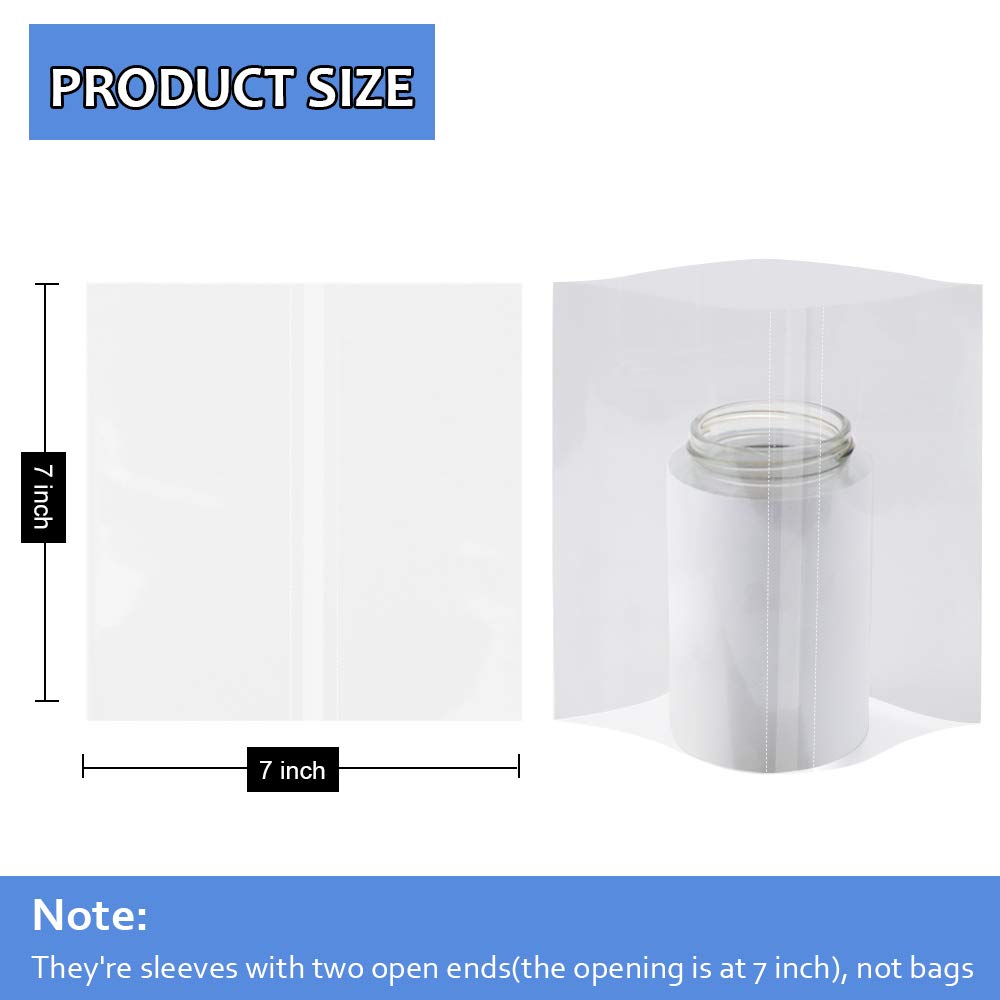 PRODUCT SIZE
7 inch
7 inch
Note:
They're sleeves with two open ends(the opening is at 7 inch), not bags